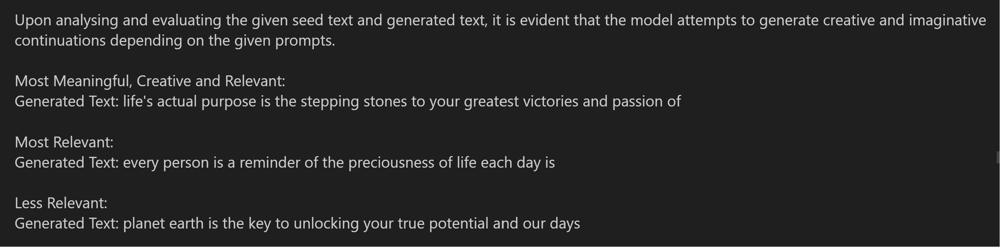 Upon analysing and evaluating the given seed text and generated text, it is evident that the model attempts to generate creative and imaginative
continuations depending on the given prompts.
Most Meaningful, Creative and Relevant:
Generated Text: life's actual purpose is the stepping stones to your greatest victories and passion of
Most Relevant:
Generated Text: every person is a reminder of the preciousness of life each day is
Less Relevant:
Generated Text: planet earth is the key to unlocking your true potential and our days